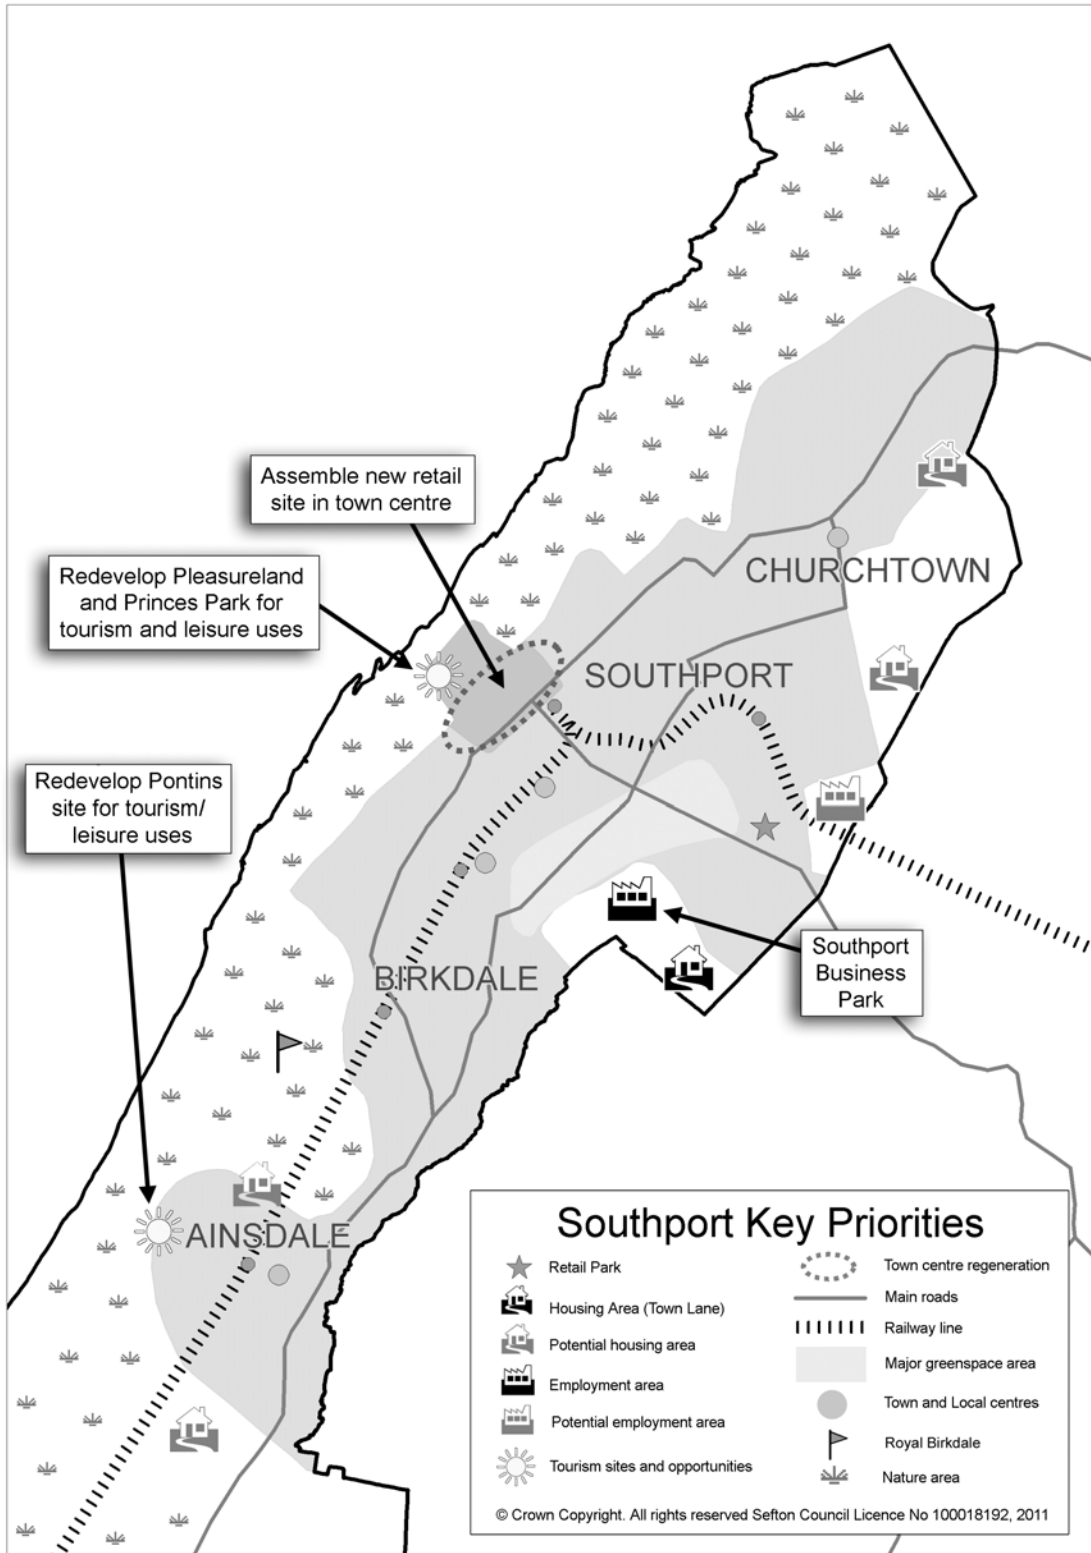 Assemble new retail
site in town centre
Redevelop Pleasureland
and Princes Park for
tourism and leisure uses
CHURCHTOWN
SOUTHPORT
Redevelop Pontins
site for tourism/
leisure uses
Southport
Business
Park
BIRKDALE
AINSDALE
Southport Key Priorities
Retail Park
Housing Area (Town Lane)
Potential housing area
Employment area
Potential employment area
Tourism sites and opportunities
Town centre regeneration
Main roads
Railway line
Major greenspace area
Town and Local centres
Royal Birkdale
Nature area
© Crown Copyright. All rights reserved Sefton Council Licence No 100018192, 2011